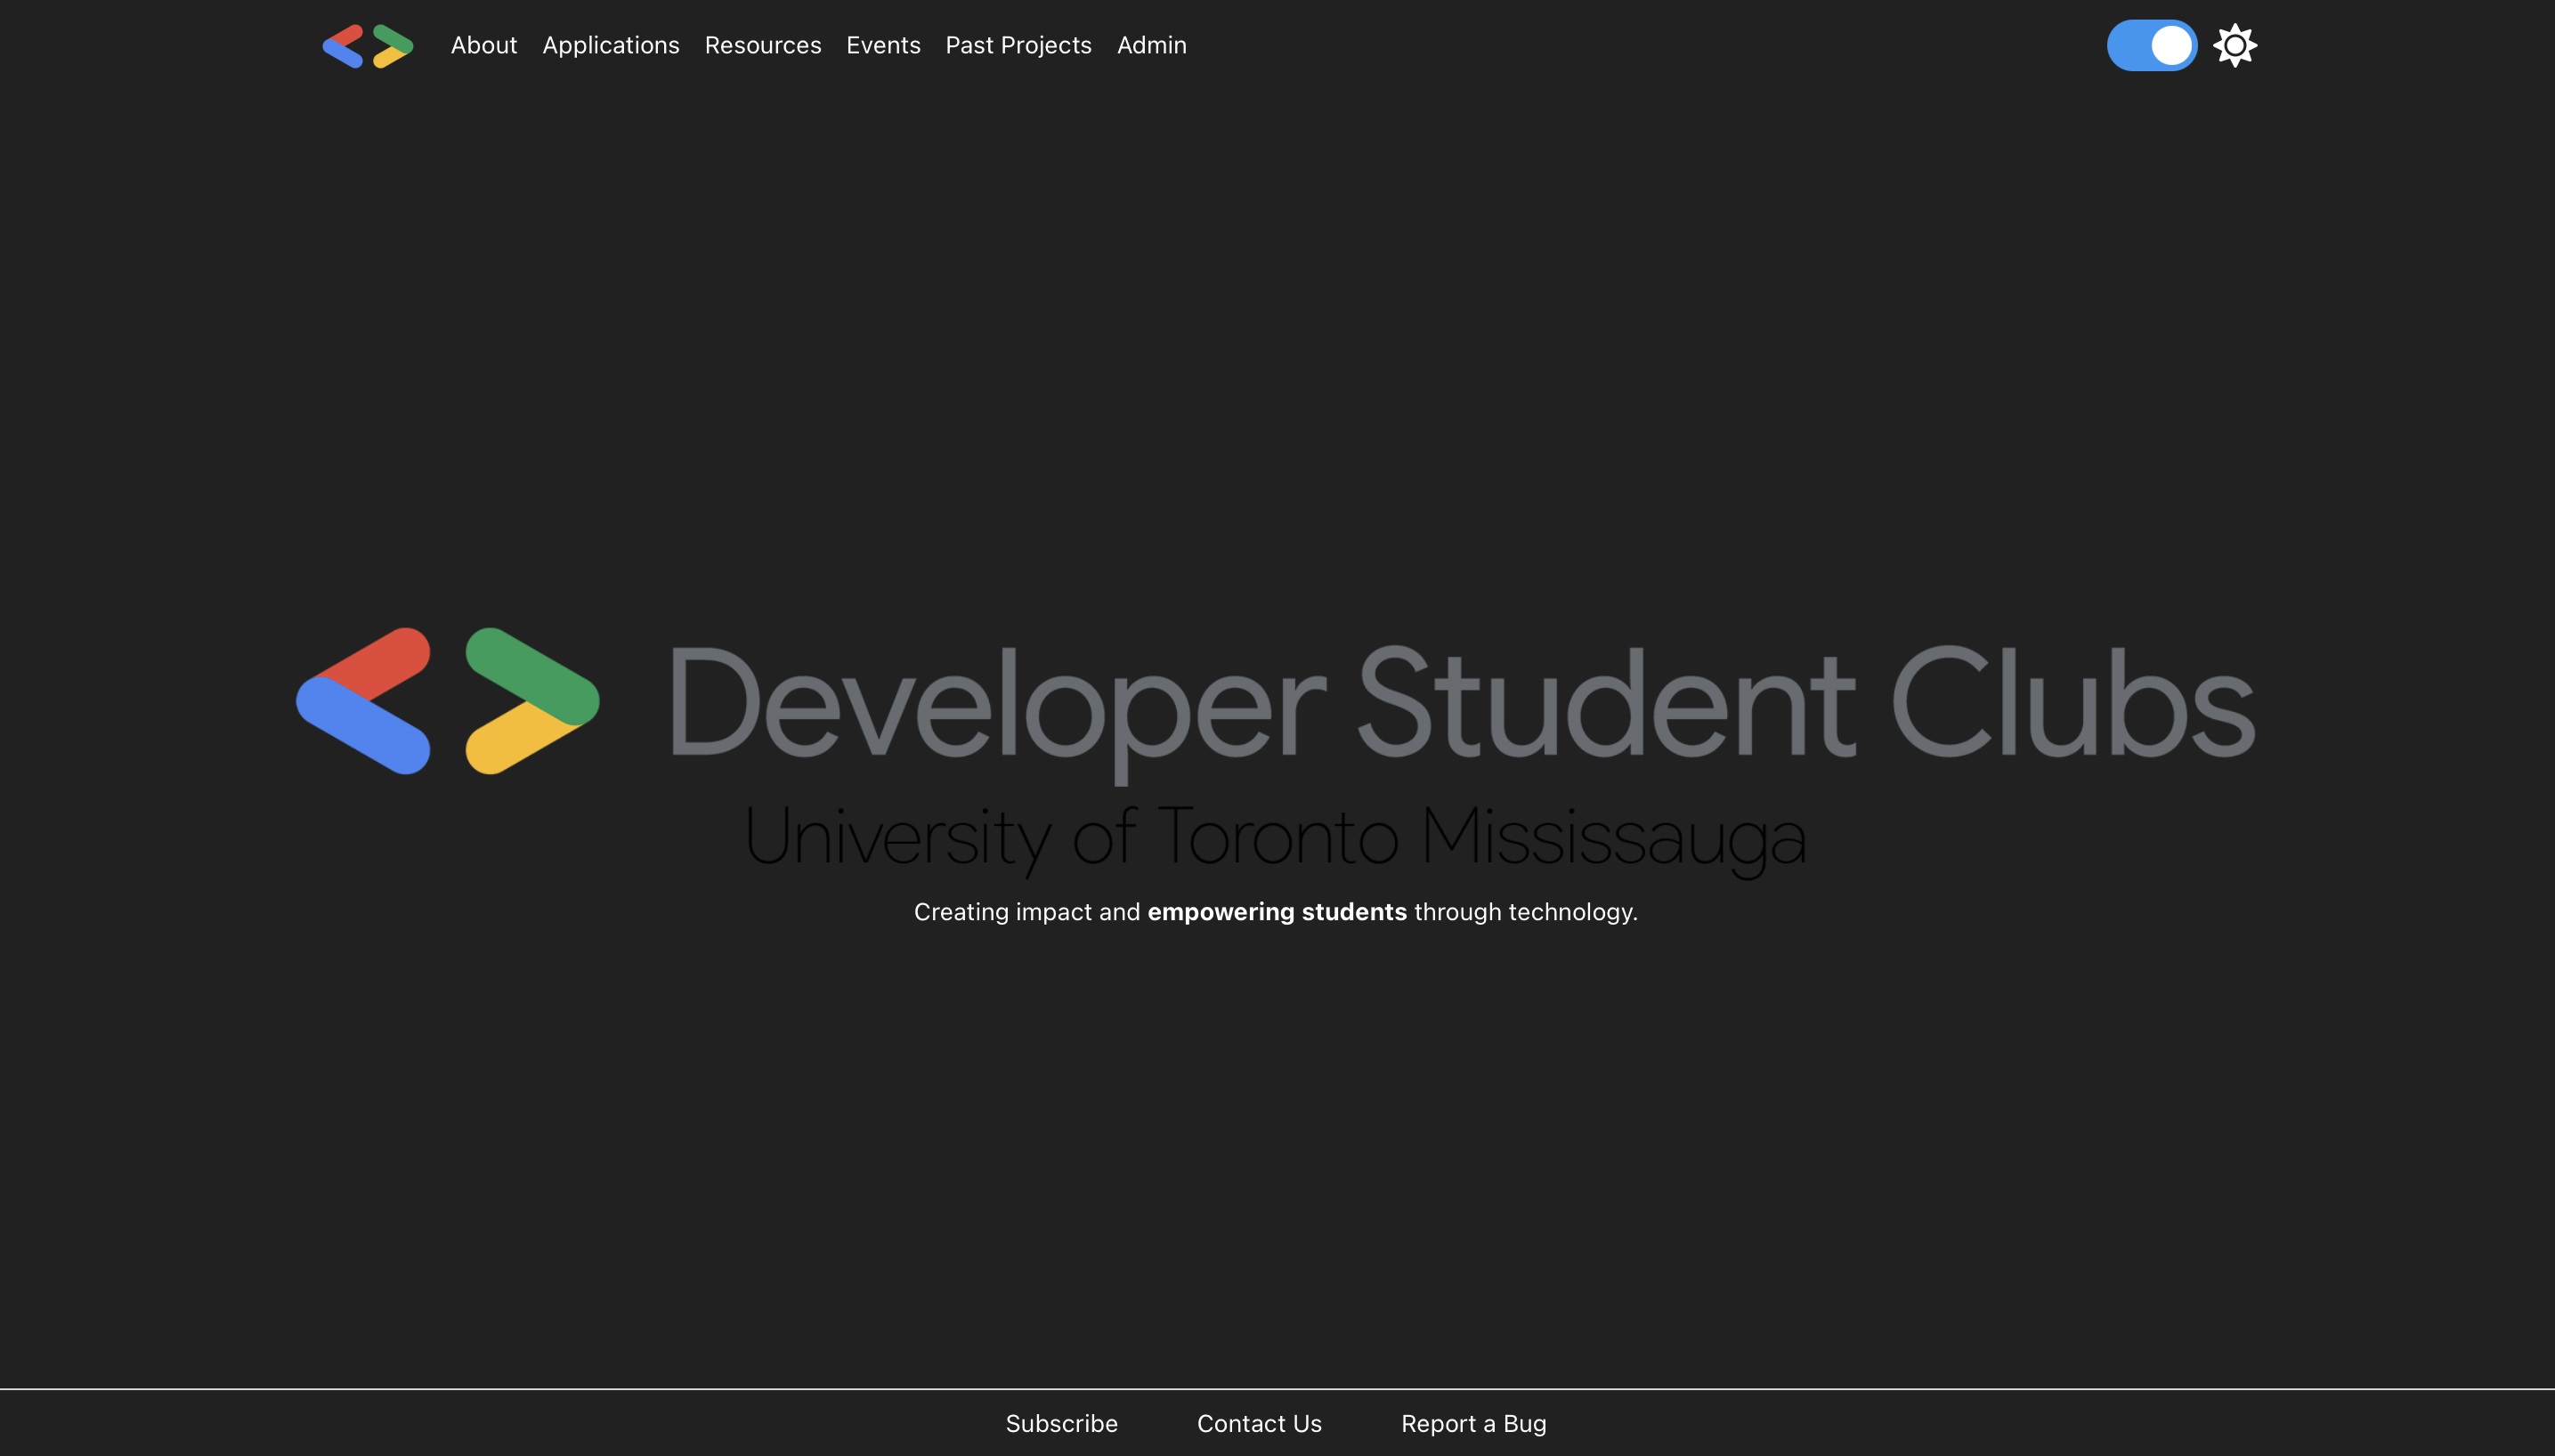 About Applications Resources Events Past Projects Admin
Developer Student Clubs
University of Toronto Mississauga
Creating impact and empowering students through technology.
Subscribe Contact Us Report a Bug